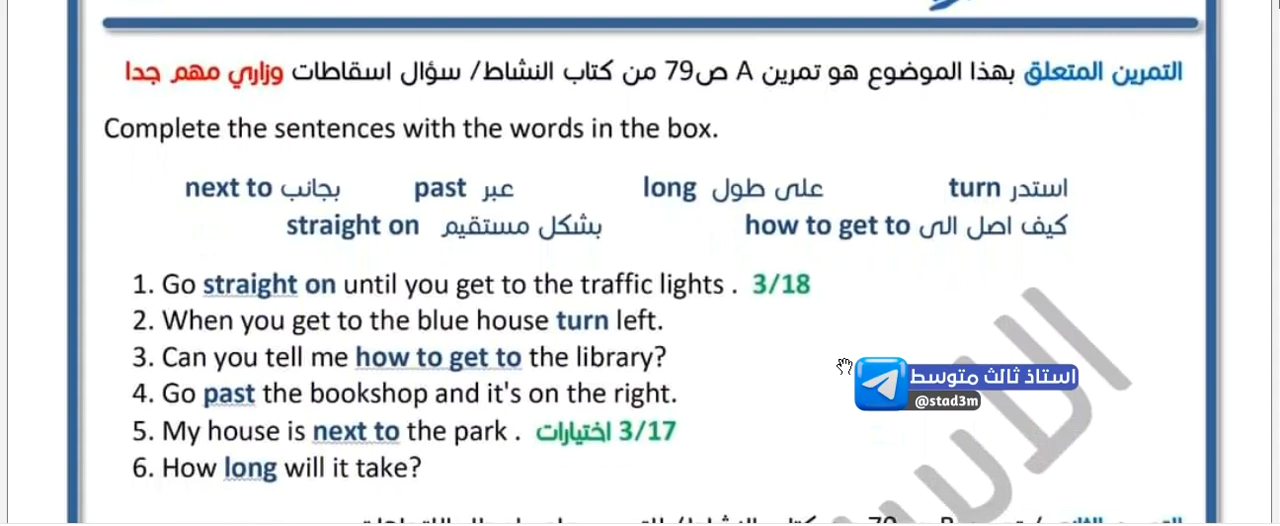 التمرين المتعلق بهذا الموضوع هو تمرين A ص79 من كتاب النشاط/ سؤال اسقاطات وزاري مهم جدا
Complete the sentences with the words in the box.
next to بجانب past عبر long على طول turn استدر
straight on بشكل مستقيم how to get to كيف اصل الى
1. Go straight on until you get to the traffic lights . 3/18
2. When you get to the blue house turn left.
3. Can you tell me how to get to the library?
استاذ ثالث متوسط
@stad3m
4. Go past the bookshop and it's on the right.
5. My house is next to the park . اختيارات 3/17
6. How long will it take?